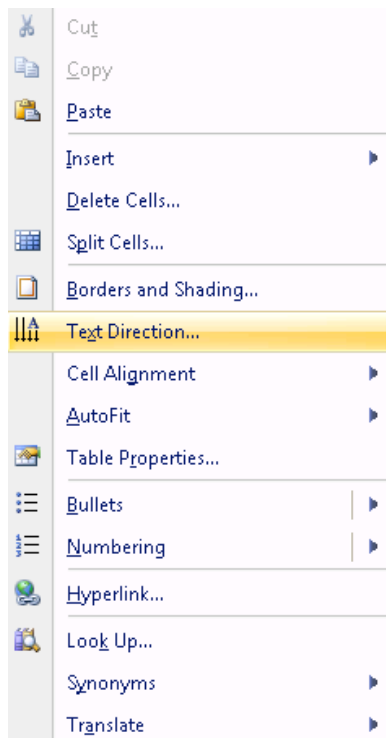 Cut
Copy
Paste
Insert
Delete Cells...
Split Cells...
Borders and Shading...
Text Direction...
Cell Alignment
AutoFit
Table Properties...
Bullets
Numbering
Hyperlink...
Look Up...
Synonyms
Translate